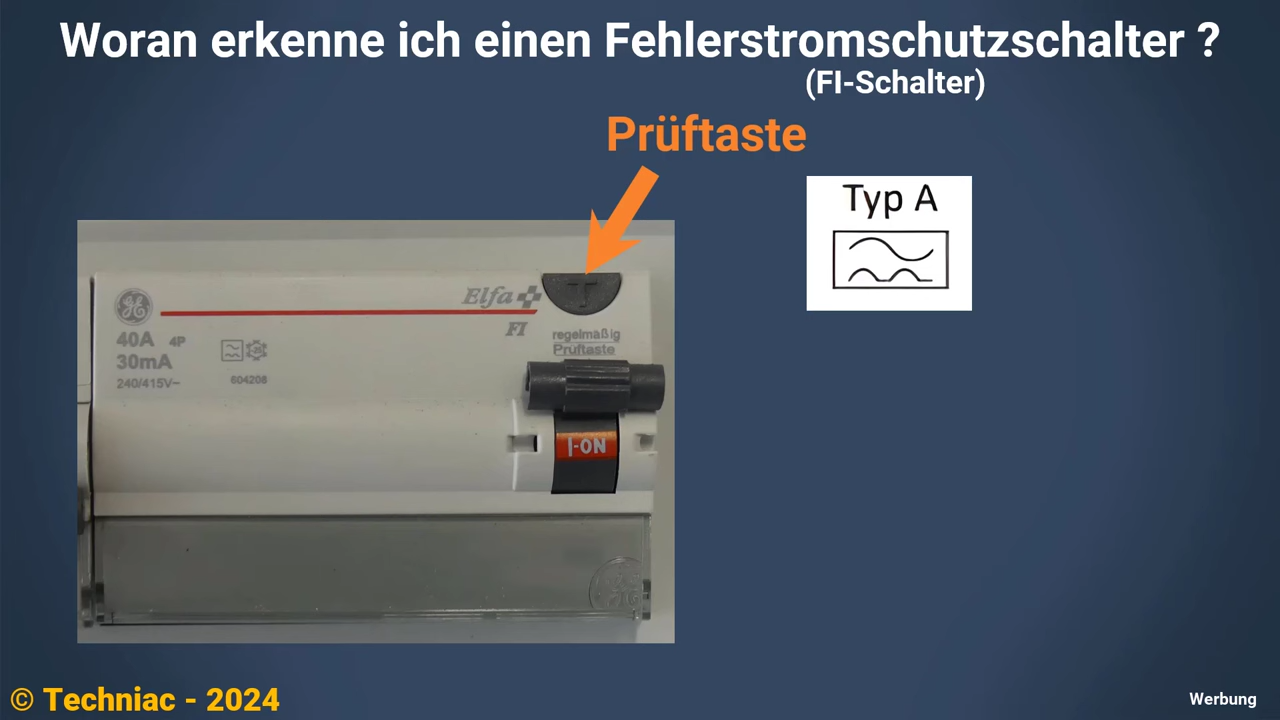 Woran erkenne ich einen Fehlerstromschutzschalter ?
(FI-Schalter)
Prüftaste
Typ A
Elfa
FI
T
regelmäßig
Prüftaste
40A 4P
30mA
240/415V~
604208
I-ON
© Techniac - 2024
Werbung